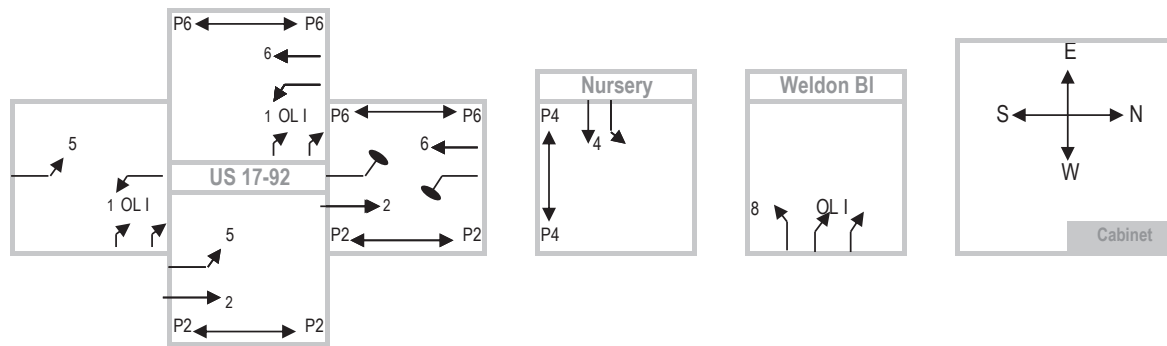 P6 P6
6
1 OL I
P6 P6
6
5
1 OL I
US 17-92
2
P2 P2
5
2
P2 P2
Nursery
P4
4
P4
Weldon Bl
8 OL I
E
S N
W
Cabinet